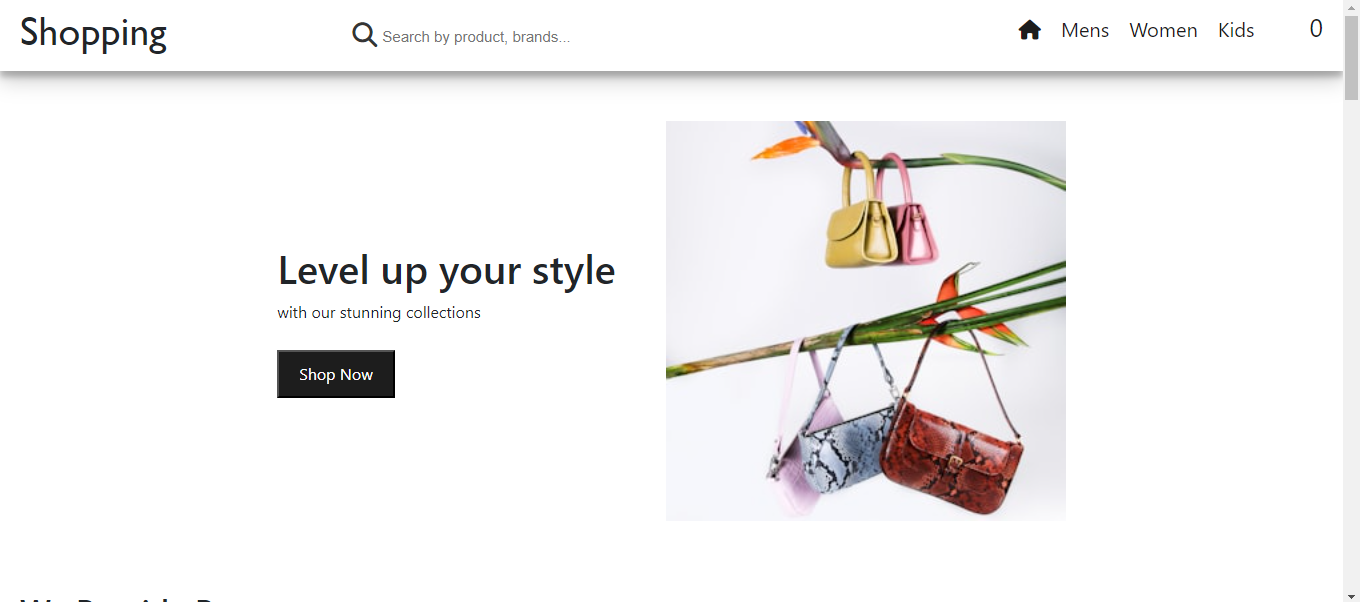 Shopping
Search by product, brands...
Mens
Women
Kids
0
Level up your style
with our stunning collections
Shop Now